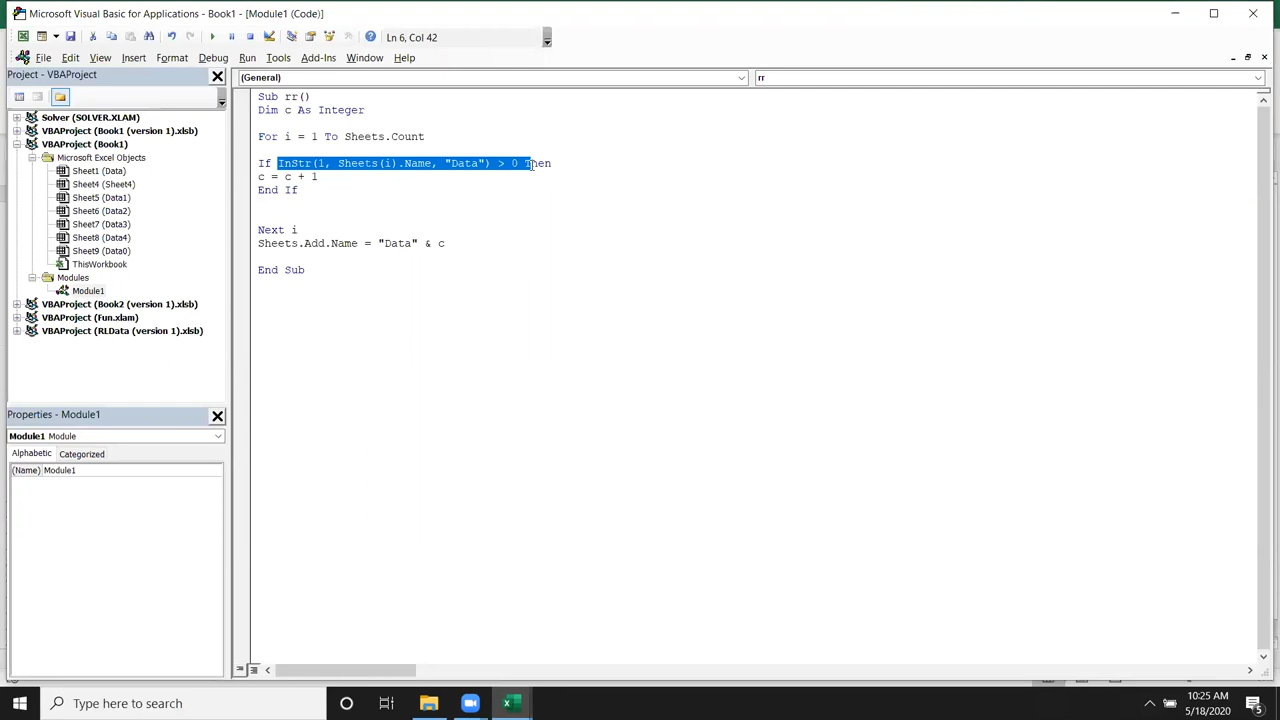 Microsoft Visual Basic for Applications - Book1 - [Module1 (Code)]
File Edit View Insert Format Debug Run Tools Add-Ins Window Help
Ln 6, Col 42
Project - VBAProject
Solver (SOLVER.XLAM)
VBAProject (Book1 (version 1).xlsb)
VBAProject (Book1)
Microsoft Excel Objects
Sheet1 (Data)
Sheet4 (Sheet4)
Sheet5 (Data1)
Sheet6 (Data2)
Sheet7 (Data3)
Sheet8 (Data4)
Sheet9 (Data0)
ThisWorkbook
Modules
Module1
VBAProject (Book2 (version 1).xlsb)
VBAProject (Fun.xlam)
VBAProject (RLData (version 1).xlsb)
Properties - Module1
Module1 Module
Alphabetic Categorized
(Name) Module1
(General) rr
Sub rr()
Dim c As Integer
For i = 1 To Sheets.Count
If InStr(1, Sheets(i).Name, "Data") > 0 Then
c = c + 1
End If
Next i
Sheets.Add.Name = "Data" & c
End Sub
Type here to search
10:25 AM
5/18/2020
5